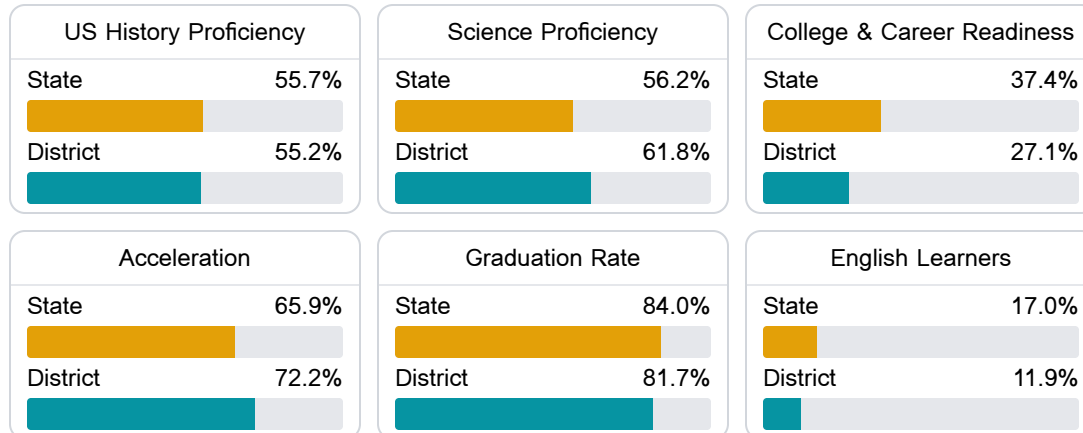 US History Proficiency
State 55.7%
District 55.2%
Science Proficiency
State 56.2%
District 61.8%
College & Career Readiness
State 37.4%
District 27.1%
Acceleration
State 65.9%
District 72.2%
Graduation Rate
State 84.0%
District 81.7%
English Learners
State 17.0%
District 11.9%